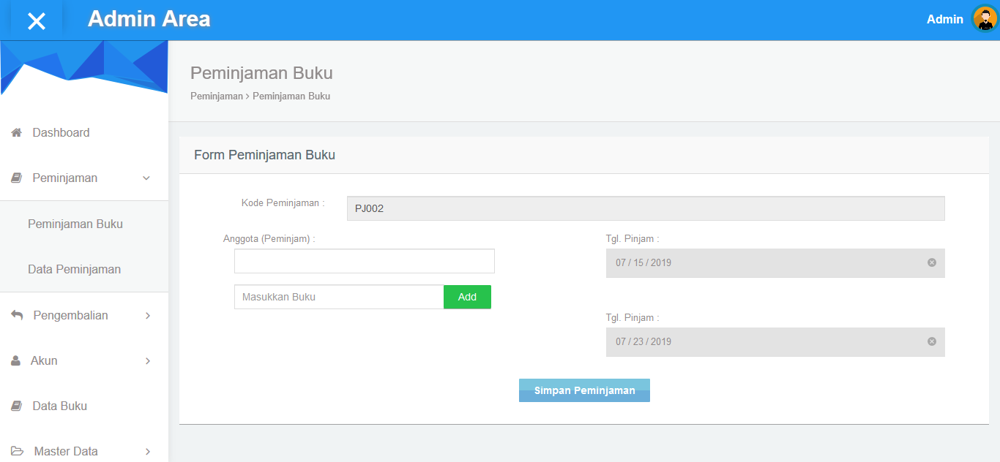 Admin Area
Admin
Peminjaman Buku
Peminjaman > Peminjaman Buku
Dashboard
Peminjaman
Peminjaman Buku
Data Peminjaman
Pengembalian
Akun
Data Buku
Master Data
Form Peminjaman Buku
Kode Peminjaman :
PJ002
Anggota (Peminjam) :
Masukkan Buku
Add
Tgl. Pinjam :
07 / 15 / 2019
Tgl. Pinjam :
07 / 23 / 2019
Simpan Peminjaman